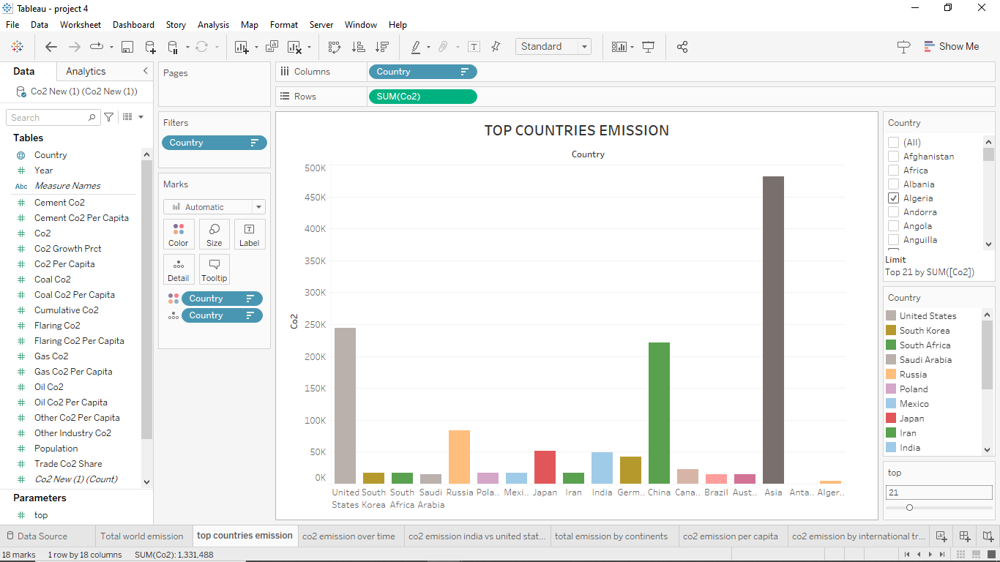 Tableau - project 4
File Data Worksheet Dashboard Story Analysis Map Format Server Window Help
Standard
Show Me
Data Analytics
Co2 New (1) (Co2 New (1))
Search
Tables
Country
Year
Abc Measure Names
Cement Co2
Cement Co2 Per Capita
Co2
Co2 Growth Prct
Co2 Per Capita
Coal Co2
Coal Co2 Per Capita
Cumulative Co2
Flaring Co2
Flaring Co2 Per Capita
Gas Co2
Gas Co2 Per Capita
Oil Co2
Oil Co2 Per Capita
Other Co2 Per Capita
Other Industry Co2
Population
Trade Co2 Share
Co2 New (1) (Count)
Parameters
top
Pages
Filters
Country
Marks
Automatic
Color Size Label
Detail Tooltip
Country
Country
Columns Country
Rows SUM(Co2)
TOP COUNTRIES EMISSION
Country
Co2
500K
450K
400K
350K
300K
250K
200K
150K
100K
50K
0K
United States South Korea South Africa Saudi Arabia Russia Pola.. Mexi.. Japan Iran India Germ.. China Cana.. Brazil Aust.. Asia Anta.. Alger..
Country
(All)
Afghanistan
Africa
Albania
Algeria
Andorra
Angola
Anguilla
Limit
Top 21 by SUM([Co2])
Country
United States
South Korea
South Africa
Saudi Arabia
Russia
Poland
Mexico
Japan
Iran
India
top
21
Data Source Total world emission top countries emission co2 emission over time co2 emission india vs united stat... total emission by continents co2 emission per capita co2 emission by international tr...
18 marks 1 row by 18 columns SUM(Co2): 1,331,488